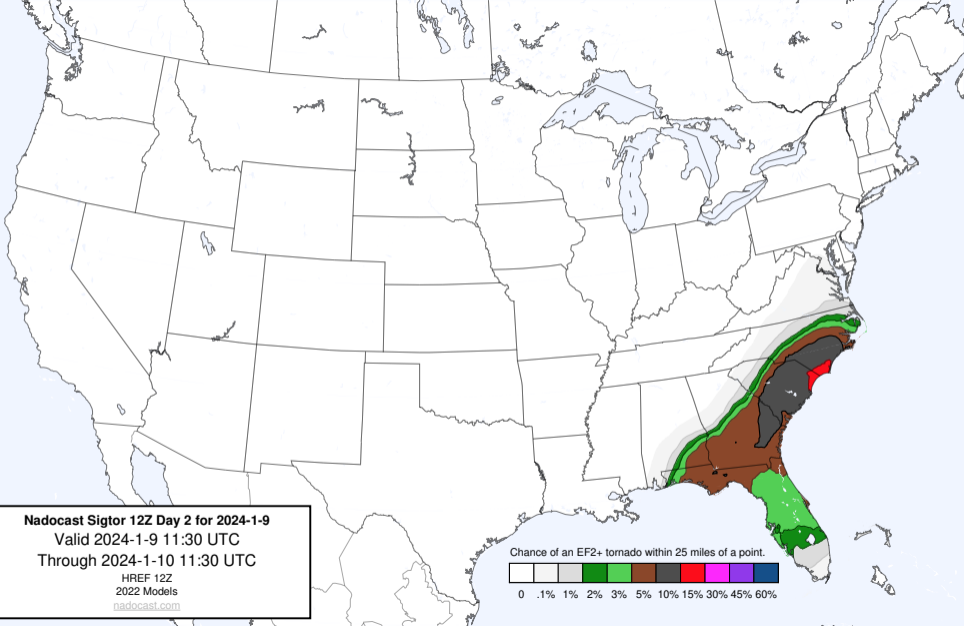 Nadocast Sigtor 12Z Day 2 for 2024-1-9
Valid 2024-1-9 11:30 UTC
Through 2024-1-10 11:30 UTC
HREF 12Z
2022 Models
nadocast.com
Chance of an EF2+ tornado within 25 miles of a point.
0 .1% 1% 2% 3% 5% 10% 15% 30% 45% 60%